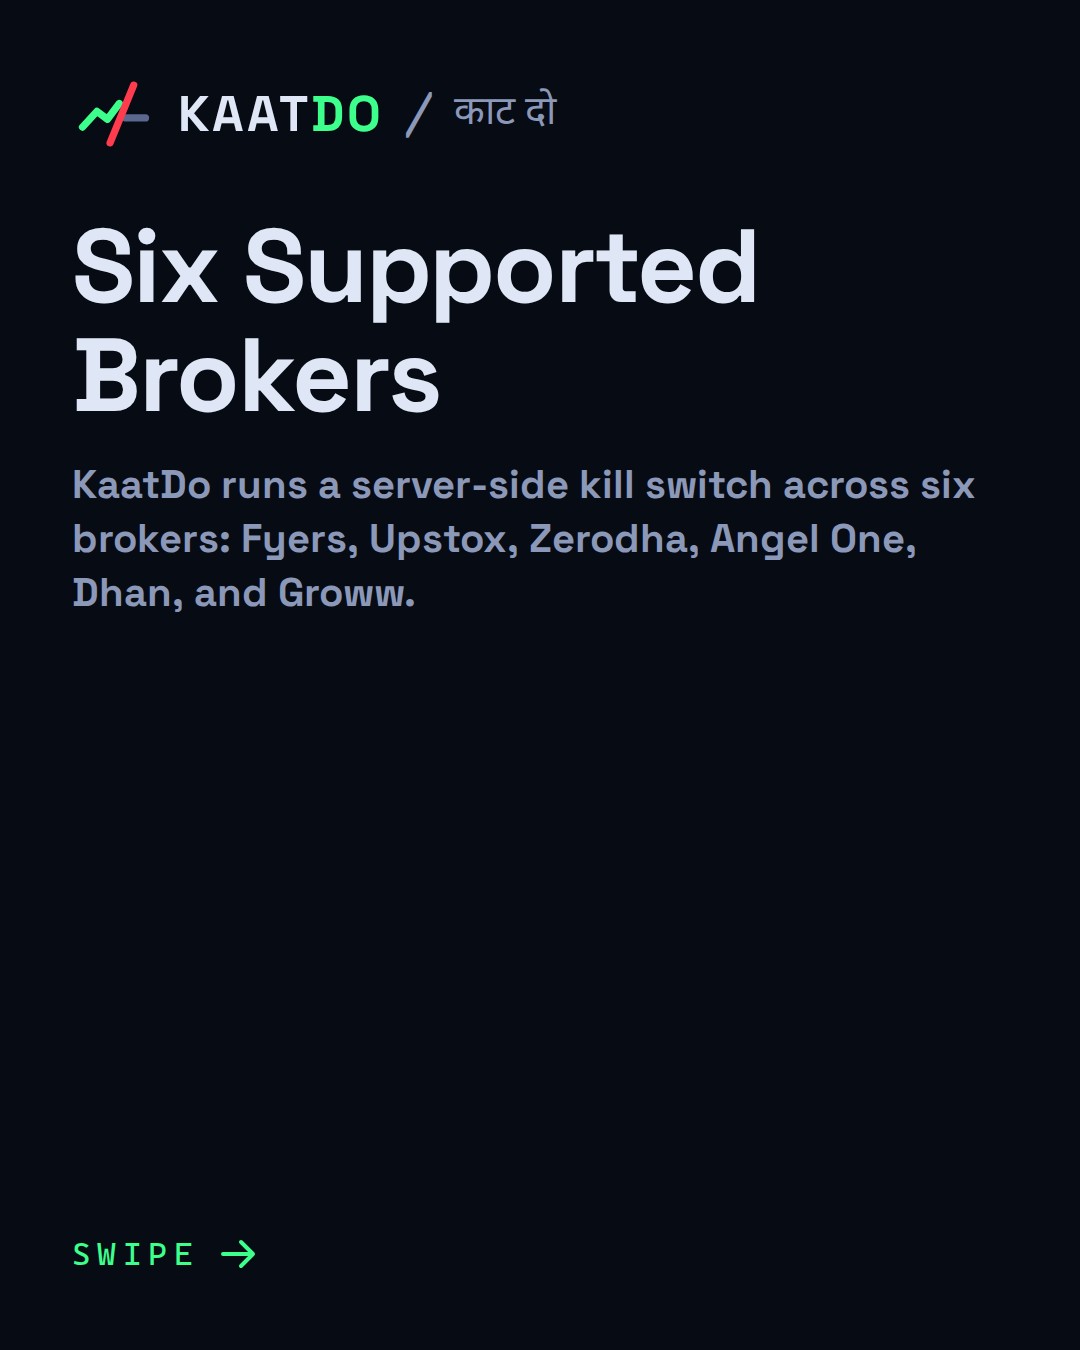 KAATDO / काट दो
Six Supported
Brokers
KaatDo runs a server-side kill switch across six
brokers: Fyers, Upstox, Zerodha, Angel One,
Dhan, and Groww.
SWIPE →